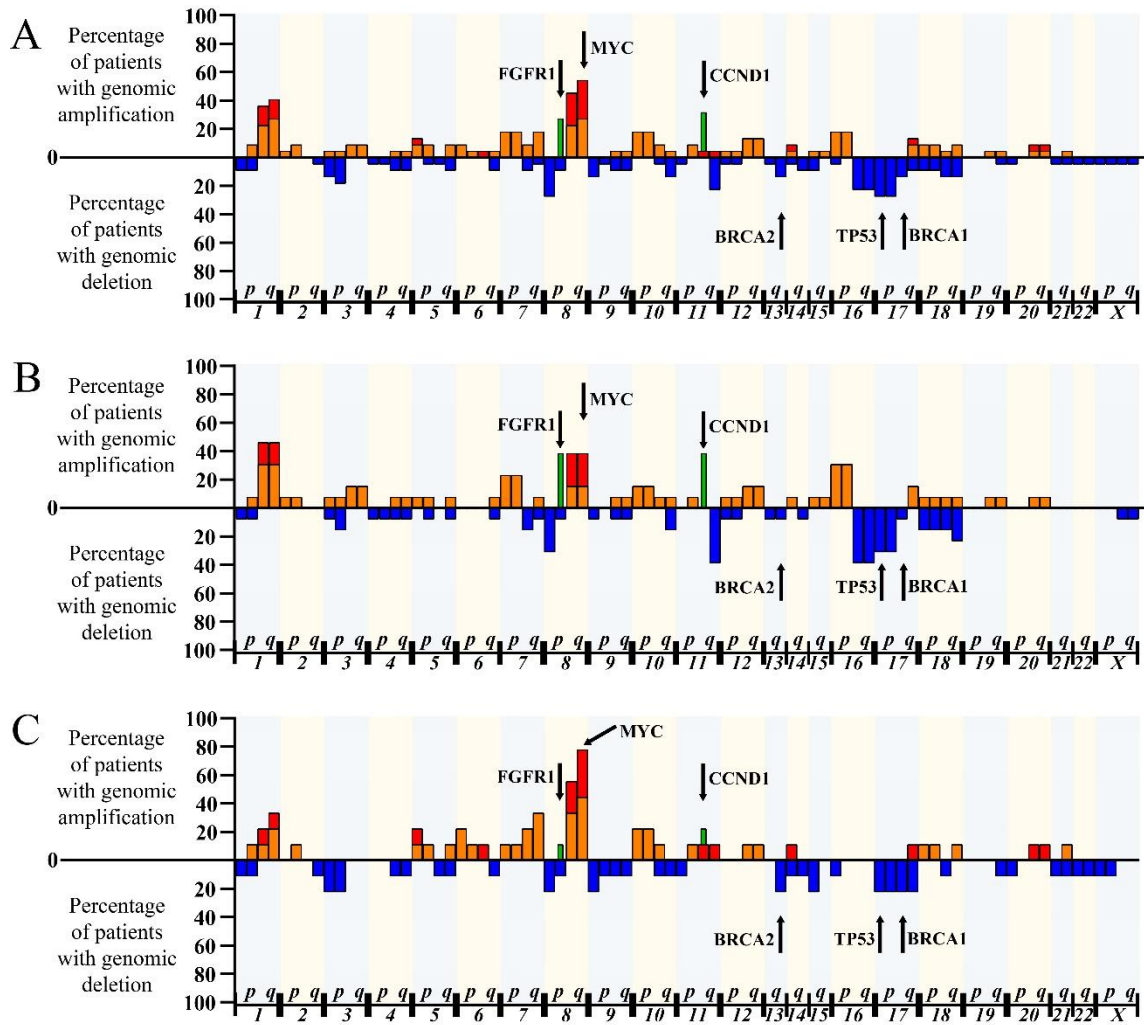 A
Percentage
of patients
with genomic
amplification
Percentage
of patients
with genomic
deletion
100
80
60
40
20
0
20
40
60
80
100
FGFR1
MYC
CCND1
BRCA2
TP53
BRCA1
p q p q p q p q p q p q p q p q p q p q p q p q q q q p q p q p q p q p q q q p q
1 2 3 4 5 6 7 8 9 10 11 12 13 14 15 16 17 18 19 20 21 22 X
B
Percentage
of patients
with genomic
amplification
Percentage
of patients
with genomic
deletion
100
80
60
40
20
0
20
40
60
80
100
FGFR1
MYC
CCND1
BRCA2
TP53
BRCA1
p q p q p q p q p q p q p q p q p q p q p q p q q q q p q p q p q p q p q q q p q
1 2 3 4 5 6 7 8 9 10 11 12 13 14 15 16 17 18 19 20 21 22 X
C
Percentage
of patients
with genomic
amplification
Percentage
of patients
with genomic
deletion
100
80
60
40
20
0
20
40
60
80
100
FGFR1
MYC
CCND1
BRCA2
TP53
BRCA1
p q p q p q p q p q p q p q p q p q p q p q p q q q q p q p q p q p q p q q q p q
1 2 3 4 5 6 7 8 9 10 11 12 13 14 15 16 17 18 19 20 21 22 X